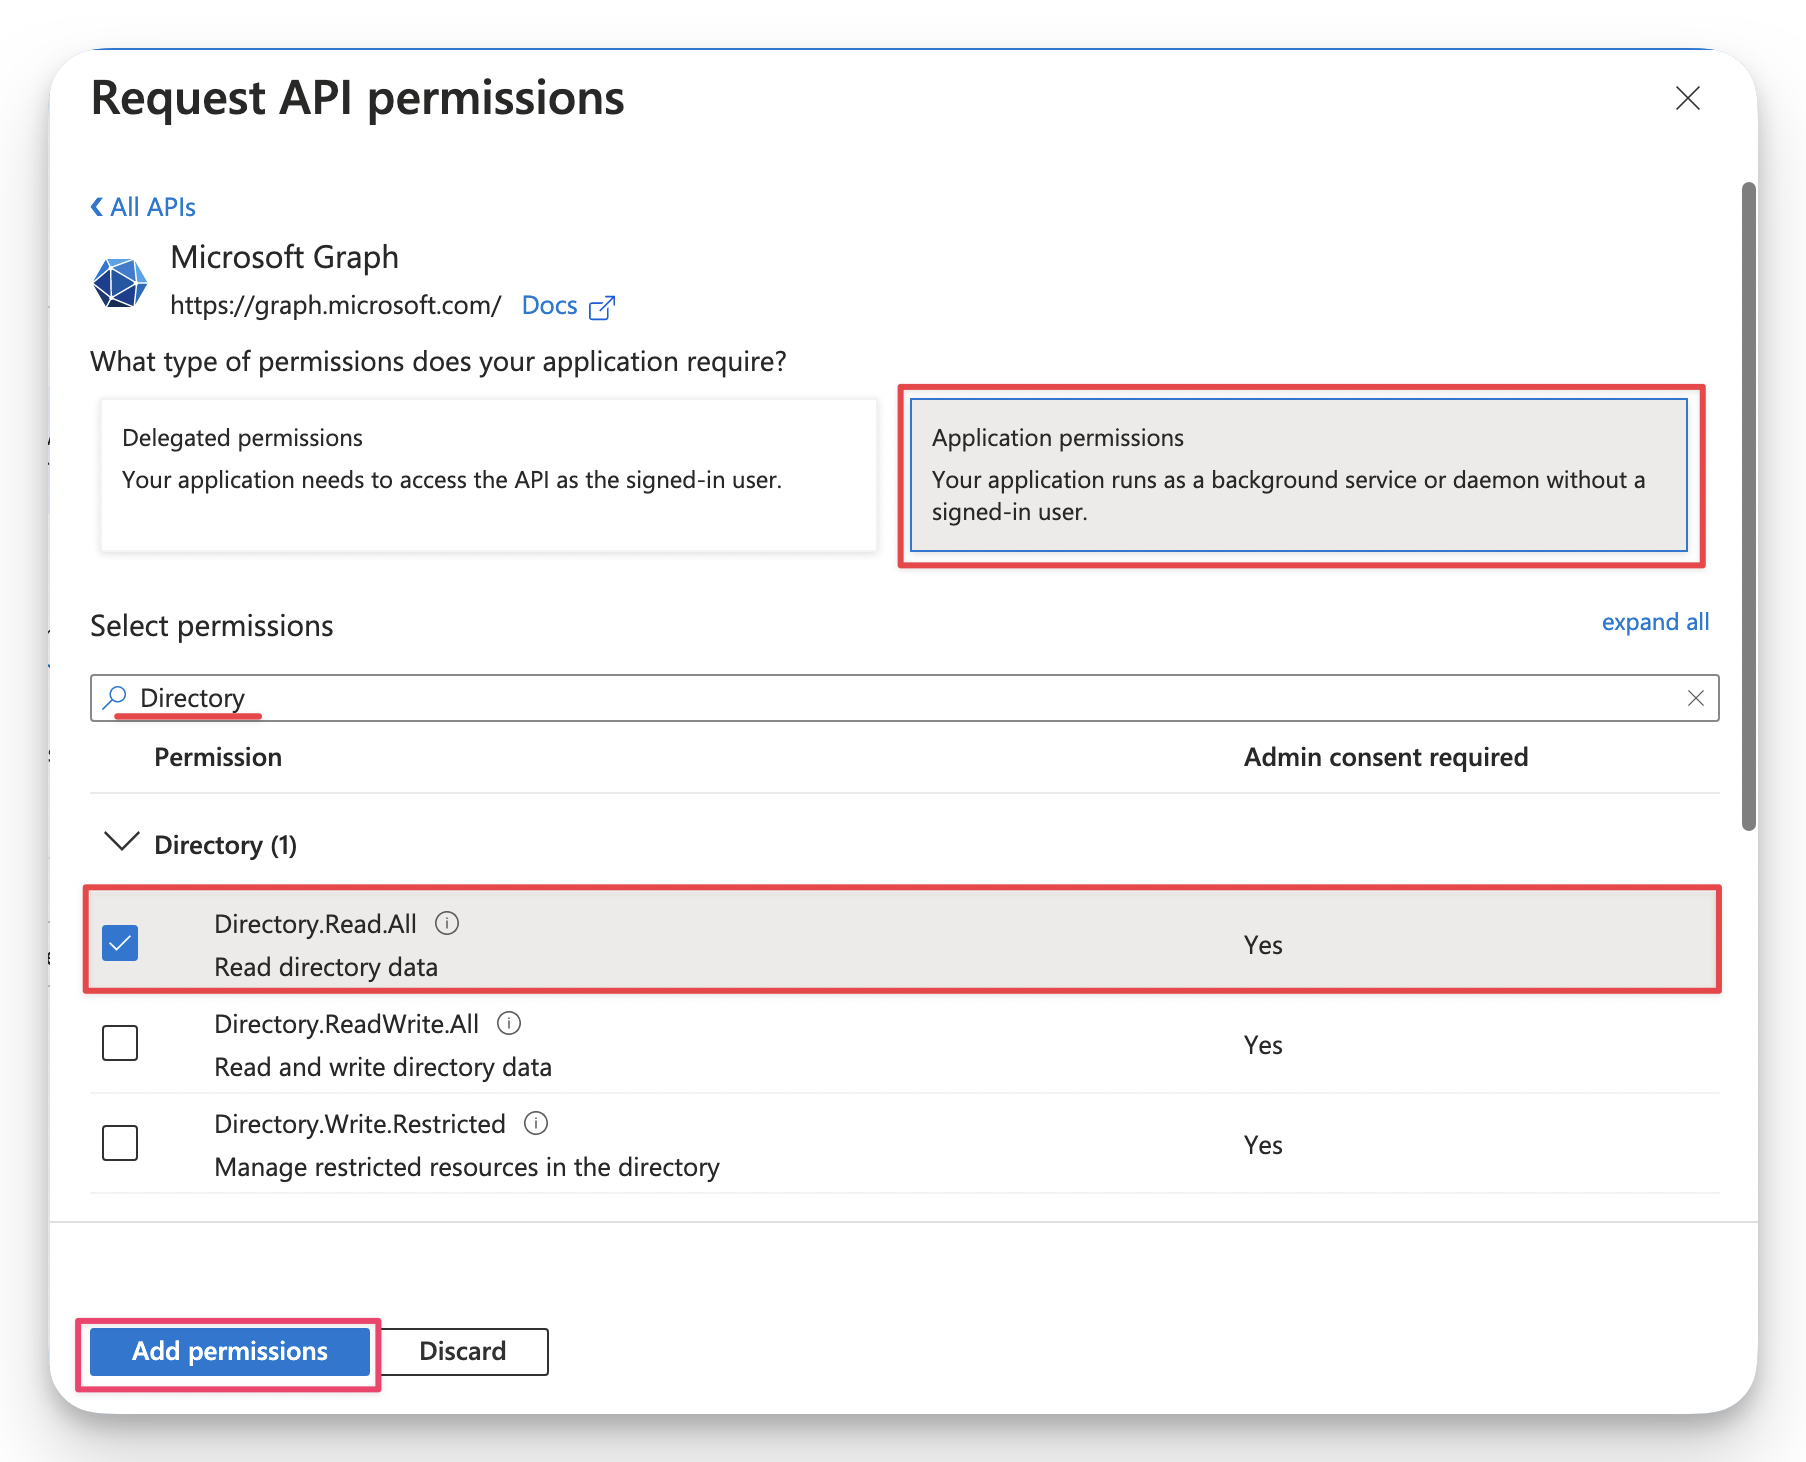 Request API permissions
All APIs
Microsoft Graph
https://graph.microsoft.com/ Docs
What type of permissions does your application require?
Delegated permissions
Your application needs to access the API as the signed-in user.
Application permissions
Your application runs as a background service or daemon without a
signed-in user.
Select permissions
expand all
Directory
Permission Admin consent required
Directory (1)
Directory.Read.All
Read directory data
Yes
Directory.ReadWrite.All
Read and write directory data
Yes
Directory.Write.Restricted
Manage restricted resources in the directory
Yes
Add permissions Discard